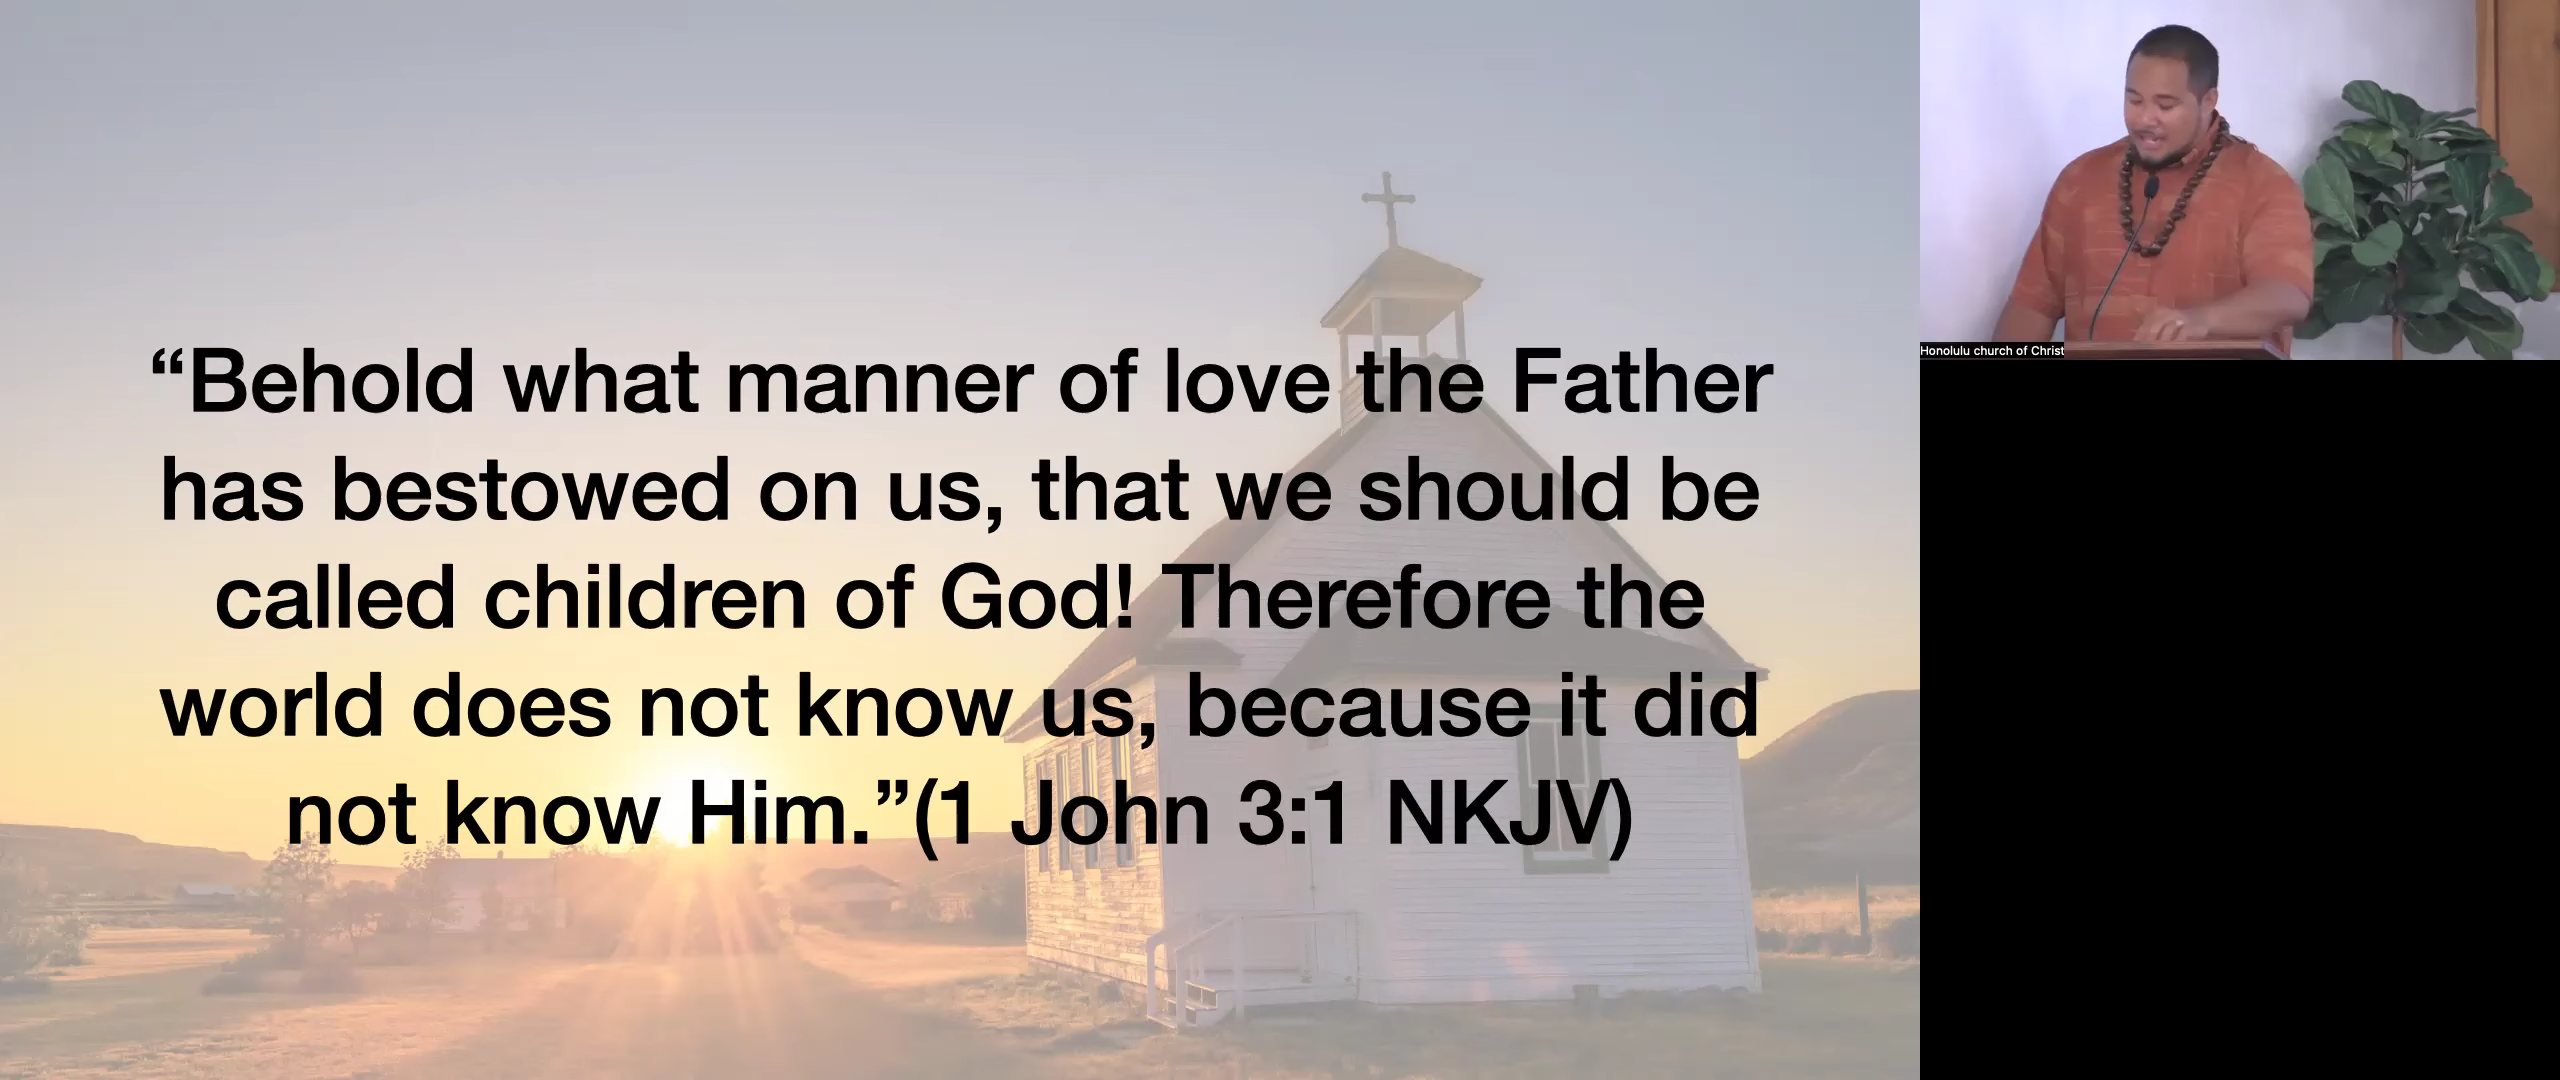 “Behold what manner of love the Father
has bestowed on us, that we should be
called children of God! Therefore the
world does not know us, because it did
not know Him.”(1 John 3:1 NKJV)
Honolulu church of Christ